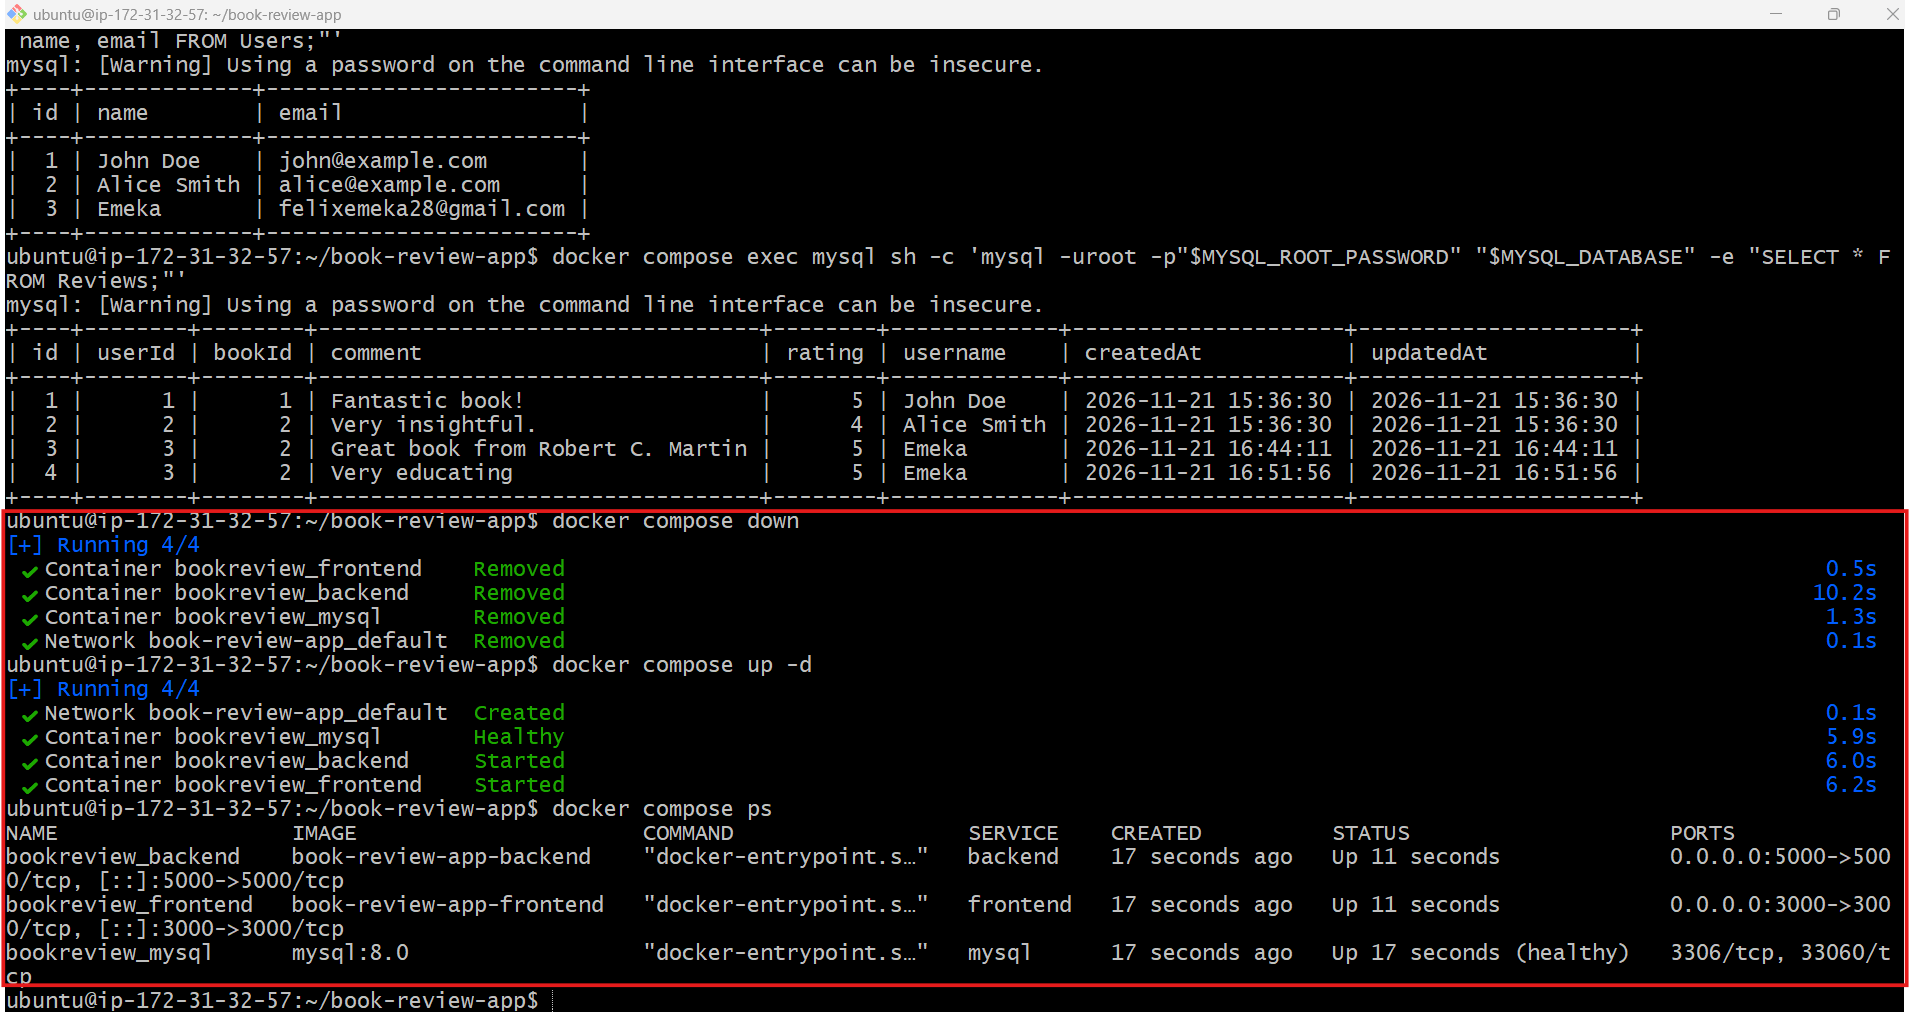 ubuntu@ip-172-31-32-57: ~/book-review-app
 name, email FROM Users;"'
mysql: [Warning] Using a password on the command line interface can be insecure.
+----+-------------+------------------------+
| id | name        | email                  |
+----+-------------+------------------------+
|  1 | John Doe    | john@example.com       |
|  2 | Alice Smith | alice@example.com      |
|  3 | Emeka       | felixemeka28@gmail.com |
+----+-------------+------------------------+
ubuntu@ip-172-31-32-57:~/book-review-app$ docker compose exec mysql sh -c 'mysql -uroot -p"$MYSQL_ROOT_PASSWORD" "$MYSQL_DATABASE" -e "SELECT * F
ROM Reviews;"'
mysql: [Warning] Using a password on the command line interface can be insecure.
+----+--------+--------+----------------------------------+--------+-------------+---------------------+---------------------+
| id | userId | bookId | comment                          | rating | username    | createdAt           | updatedAt           |
+----+--------+--------+----------------------------------+--------+-------------+---------------------+---------------------+
|  1 |      1 |      1 | Fantastic book!                  |      5 | John Doe    | 2026-11-21 15:36:30 | 2026-11-21 15:36:30 |
|  2 |      2 |      2 | Very insightful.                 |      4 | Alice Smith | 2026-11-21 15:36:30 | 2026-11-21 15:36:30 |
|  3 |      3 |      2 | Great book from Robert C. Martin |      5 | Emeka       | 2026-11-21 16:44:11 | 2026-11-21 16:44:11 |
|  4 |      3 |      2 | Very educating                   |      5 | Emeka       | 2026-11-21 16:51:56 | 2026-11-21 16:51:56 |
+----+--------+--------+----------------------------------+--------+-------------+---------------------+---------------------+
ubuntu@ip-172-31-32-57:~/book-review-app$ docker compose down
[+] Running 4/4
 ✔ Container bookreview_frontend    Removed    0.5s
 ✔ Container bookreview_backend     Removed    10.2s
 ✔ Container bookreview_mysql       Removed    1.3s
 ✔ Network book-review-app_default  Removed    0.1s
ubuntu@ip-172-31-32-57:~/book-review-app$ docker compose up -d
[+] Running 4/4
 ✔ Network book-review-app_default  Created    0.1s
 ✔ Container bookreview_mysql       Healthy    5.9s
 ✔ Container bookreview_backend     Started    6.0s
 ✔ Container bookreview_frontend    Started    6.2s
ubuntu@ip-172-31-32-57:~/book-review-app$ docker compose ps
NAME                  IMAGE                      COMMAND                  SERVICE    CREATED          STATUS                    PORTS
bookreview_backend    book-review-app-backend    "docker-entrypoint.s…"   backend    17 seconds ago   Up 11 seconds             0.0.0.0:5000->500
0/tcp, [::]:5000->5000/tcp
bookreview_frontend   book-review-app-frontend   "docker-entrypoint.s…"   frontend   17 seconds ago   Up 11 seconds             0.0.0.0:3000->300
0/tcp, [::]:3000->3000/tcp
bookreview_mysql      mysql:8.0                  "docker-entrypoint.s…"   mysql      17 seconds ago   Up 17 seconds (healthy)   3306/tcp, 33060/t
cp
ubuntu@ip-172-31-32-57:~/book-review-app$